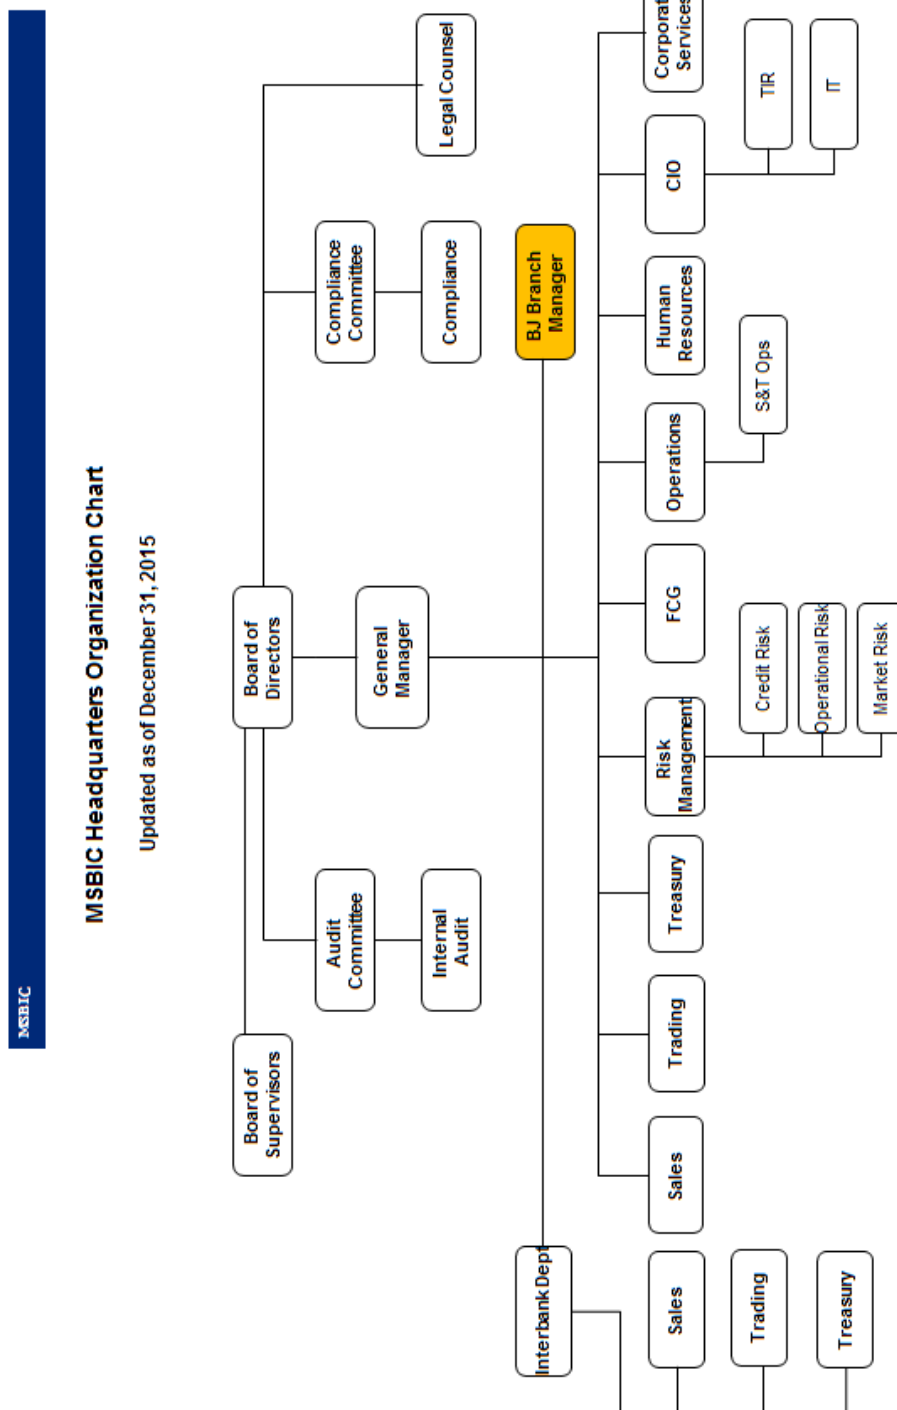 MSBIC
MSBIC Headquarters Organization Chart
Updated as of December 31, 2015
Board of
Supervisors
Board of
Directors
Audit
Committee
Compliance
Committee
General
Manager
Internal
Audit
Compliance
Legal Counsel
Interbank Dept
BJ Branch
Manager
Sales
Trading
Treasury
Risk
Management
FCG
Operations
Human
Resources
CIO
Services
Sales
Trading
Treasury
Credit Risk
Operational Risk
Market Risk
S&T Ops
TIR
IT